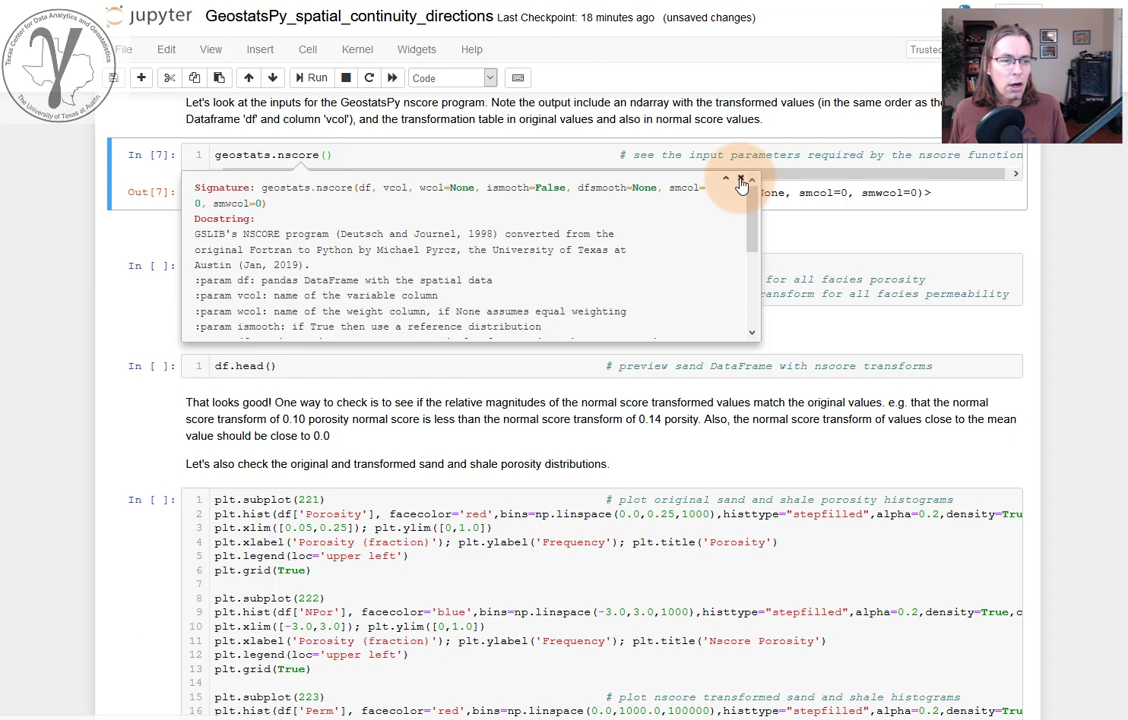 Texas Center for Data Analytics and Geostatistics
The University of Texas at Austin
jupyter GeostatsPy_spatial_continuity_directions Last Checkpoint: 18 minutes ago (unsaved changes)
File Edit View Insert Cell Kernel Widgets Help Trusted
Run Code
Let's look at the inputs for the GeostatsPy nscore program. Note the output include an ndarray with the transformed values (in the same order as the
Dataframe 'df' and column 'vcol'), and the transformation table in original values and also in normal score values.
In [7]: 1 geostats.nscore() # see the input parameters required by the nscore function
Signature: geostats.nscore(df, vcol, wcol=None, ismooth=False, dfsmooth=None, smcol=
0, smwcol=0)
Out[7]: None, smcol=0, smwcol=0)>
Docstring:
GSLIB's NSCORE program (Deutsch and Journel, 1998) converted from the
original Fortran to Python by Michael Pyrcz, the University of Texas at
Austin (Jan, 2019).
:param df: pandas DataFrame with the spatial data
:param vcol: name of the variable column
:param wcol: name of the weight column, if None assumes equal weighting
:param ismooth: if True then use a reference distribution
In [ ]: for all facies porosity
transform for all facies permeability
In [ ]: 1 df.head() # preview sand DataFrame with nscore transforms
That looks good! One way to check is to see if the relative magnitudes of the normal score transformed values match the original values. e.g. that the normal
score transform of 0.10 porosity normal score is less than the normal score transform of 0.14 porsity. Also, the normal score transform of values close to the mean
value should be close to 0.0
Let's also check the original and transformed sand and shale porosity distributions.
In [ ]: 1 plt.subplot(221) # plot original sand and shale porosity histograms
2 plt.hist(df['Porosity'], facecolor='red',bins=np.linspace(0.0,0.25,1000),histtype="stepfilled",alpha=0.2,density=Tru
3 plt.xlim([0.05,0.25]); plt.ylim([0,1.0])
4 plt.xlabel('Porosity (fraction)'); plt.ylabel('Frequency'); plt.title('Porosity')
5 plt.legend(loc='upper left')
6 plt.grid(True)
7
8 plt.subplot(222)
9 plt.hist(df['NPor'], facecolor='blue',bins=np.linspace(-3.0,3.0,1000),histtype="stepfilled",alpha=0.2,density=True,c
10 plt.xlim([-3.0,3.0]); plt.ylim([0,1.0])
11 plt.xlabel('Porosity (fraction)'); plt.ylabel('Frequency'); plt.title('Nscore Porosity')
12 plt.legend(loc='upper left')
13 plt.grid(True)
14
15 plt.subplot(223) # plot nscore transformed sand and shale histograms
16 plt.hist(df['Perm'], facecolor='red',bins=np.linspace(0.0,1000.0,100000),histtype="stepfilled",alpha=0.2,density=Tru